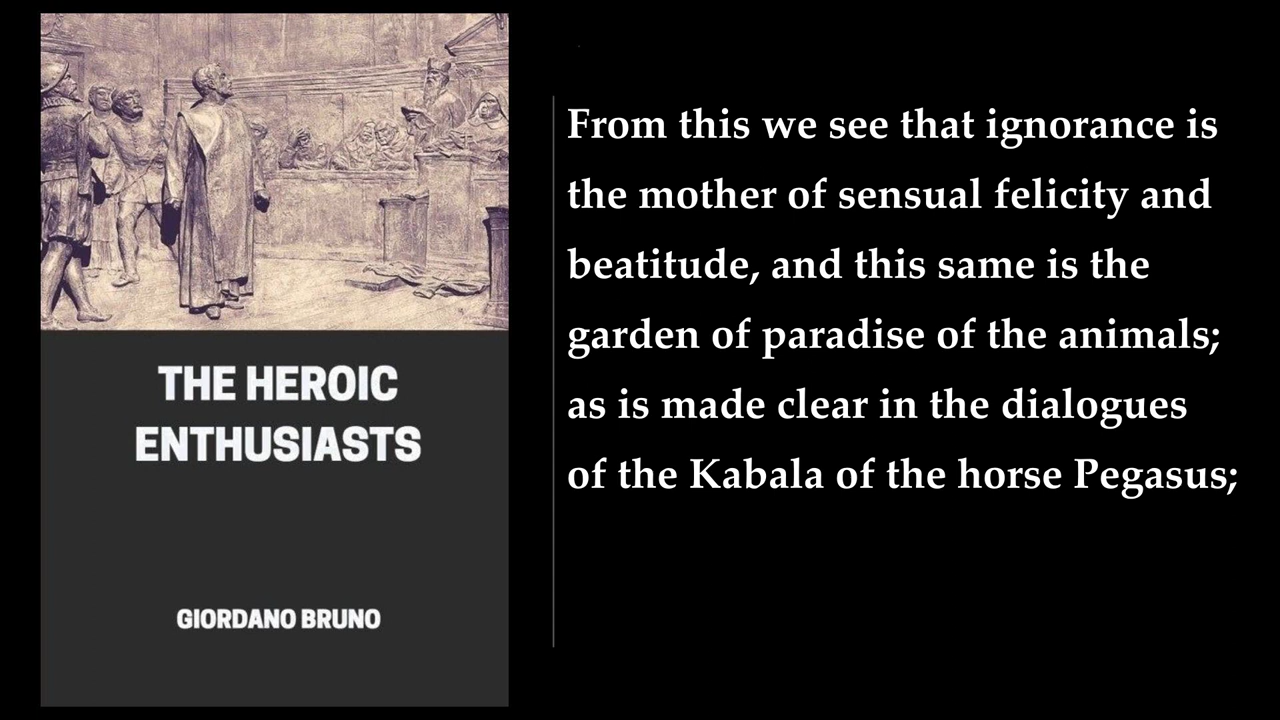 THE HEROIC
ENTHUSIASTS
GIORDANO BRUNO
From this we see that ignorance is
the mother of sensual felicity and
beatitude, and this same is the
garden of paradise of the animals;
as is made clear in the dialogues
of the Kabala of the horse Pegasus;